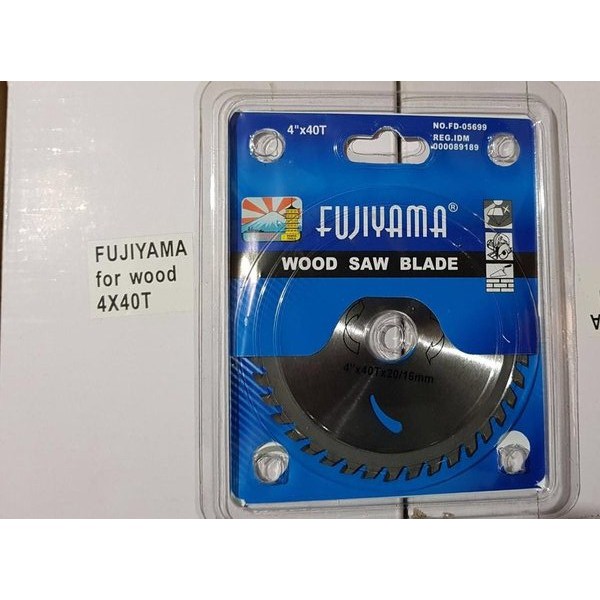 FUJIYAMA
for wood
4X40T
4"x40T
NO.FD-05699
REG.IDM
000089189
FUJIYAMA®
WOOD SAW BLADE
4"x40Tx20/16mm